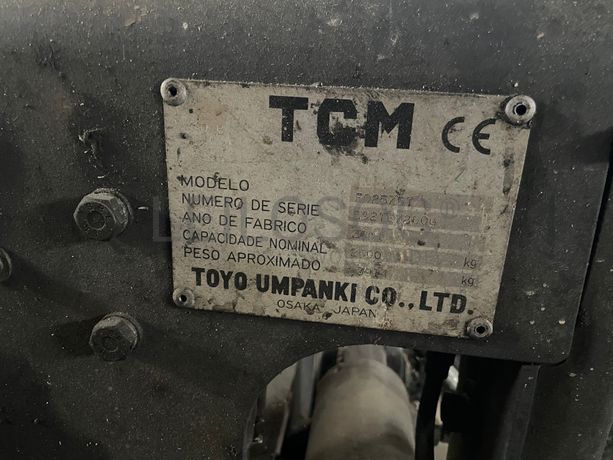 TCM CE
MODELO
NUMERO DE SERIE
ANO DE FABRICO
CAPACIDADE NOMINAL kg
PESO APROXIMADO kg
TOYO UMPANKI CO., LTD.
OSAKA JAPAN